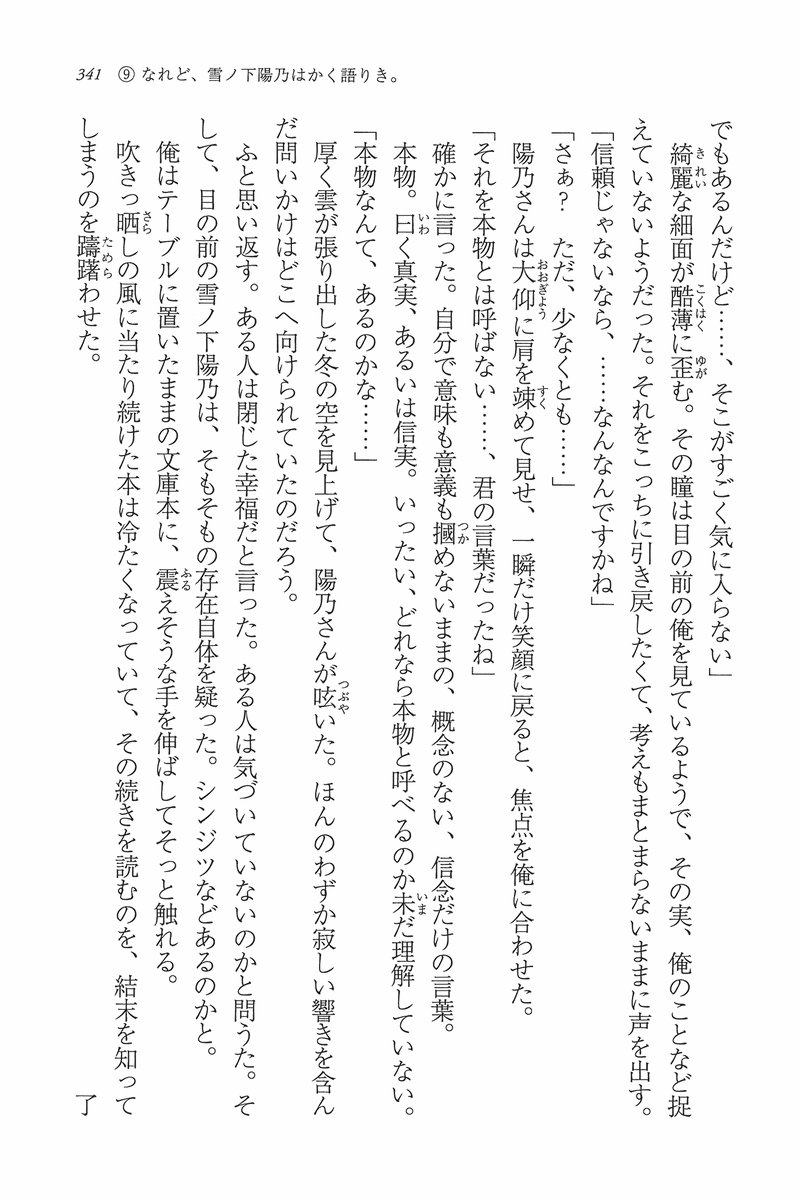 341 ⑨ なれど、雪ノ下陽乃はかく語りき。
でもあるんだけど……、そこがすごく気に入らない」
綺麗な細面が酷薄に歪む。その瞳は目の前の俺を見ているようで、その実、俺のことなど捉
えていないようだった。それをこっちに引き戻したくて、考えもまとまらないままに声を出す。
「信頼じゃないなら、……なんなんですかね」
「さぁ？　ただ、少なくとも……」
陽乃さんは大仰に肩を竦めて見せ、一瞬だけ笑顔に戻ると、焦点を俺に合わせた。
「それを本物とは呼ばない……、君の言葉だったね」
確かに言った。自分で意味も意義も摑めないままの、概念のない、信念だけの言葉。
本物。曰く真実、あるいは信実。いったい、どれなら本物と呼べるのか未だ理解していない。
「本物なんて、あるのかな……」
厚く雲が張り出した冬の空を見上げて、陽乃さんが呟いた。ほんのわずか寂しい響きを含ん
だ問いかけはどこへ向けられていたのだろう。
ふと思い返す。ある人は閉じた幸福だと言った。ある人は気づいていないのかと問うた。そ
して、目の前の雪ノ下陽乃は、そもそもの存在自体を疑った。シンジツなどあるのかと。
俺はテーブルに置いたままの文庫本に、震えそうな手を伸ばしてそっと触れる。
吹きっ晒しの風に当たり続けた本は冷たくなっていて、その続きを読むのを、結末を知って
しまうのを躊躇わせた。
了